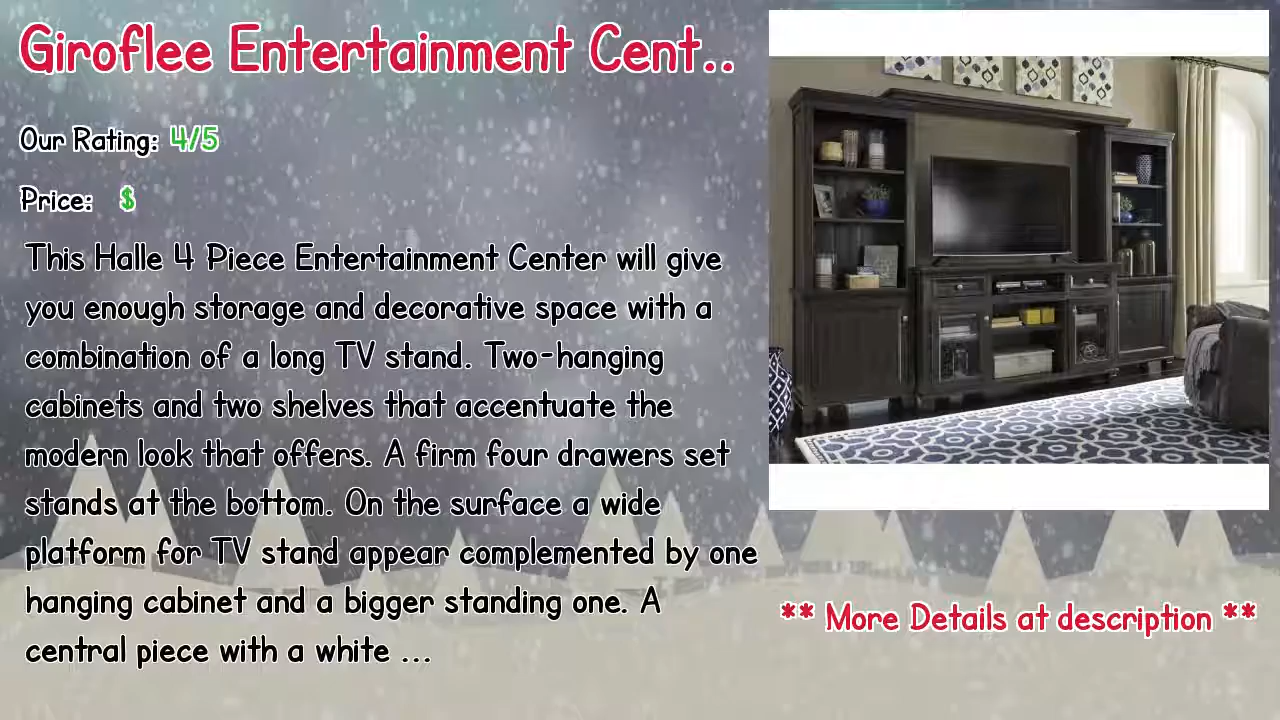 Giroflee Entertainment Cent..
Our Rating: 4/5
Price: $
This Halle 4 Piece Entertainment Center will give
you enough storage and decorative space with a
combination of a long TV stand. Two-hanging
cabinets and two shelves that accentuate the
modern look that offers. A firm four drawers set
stands at the bottom. On the surface a wide
platform for TV stand appear complemented by one
hanging cabinet and a bigger standing one. A
central piece with a white ...
** More Details at description **